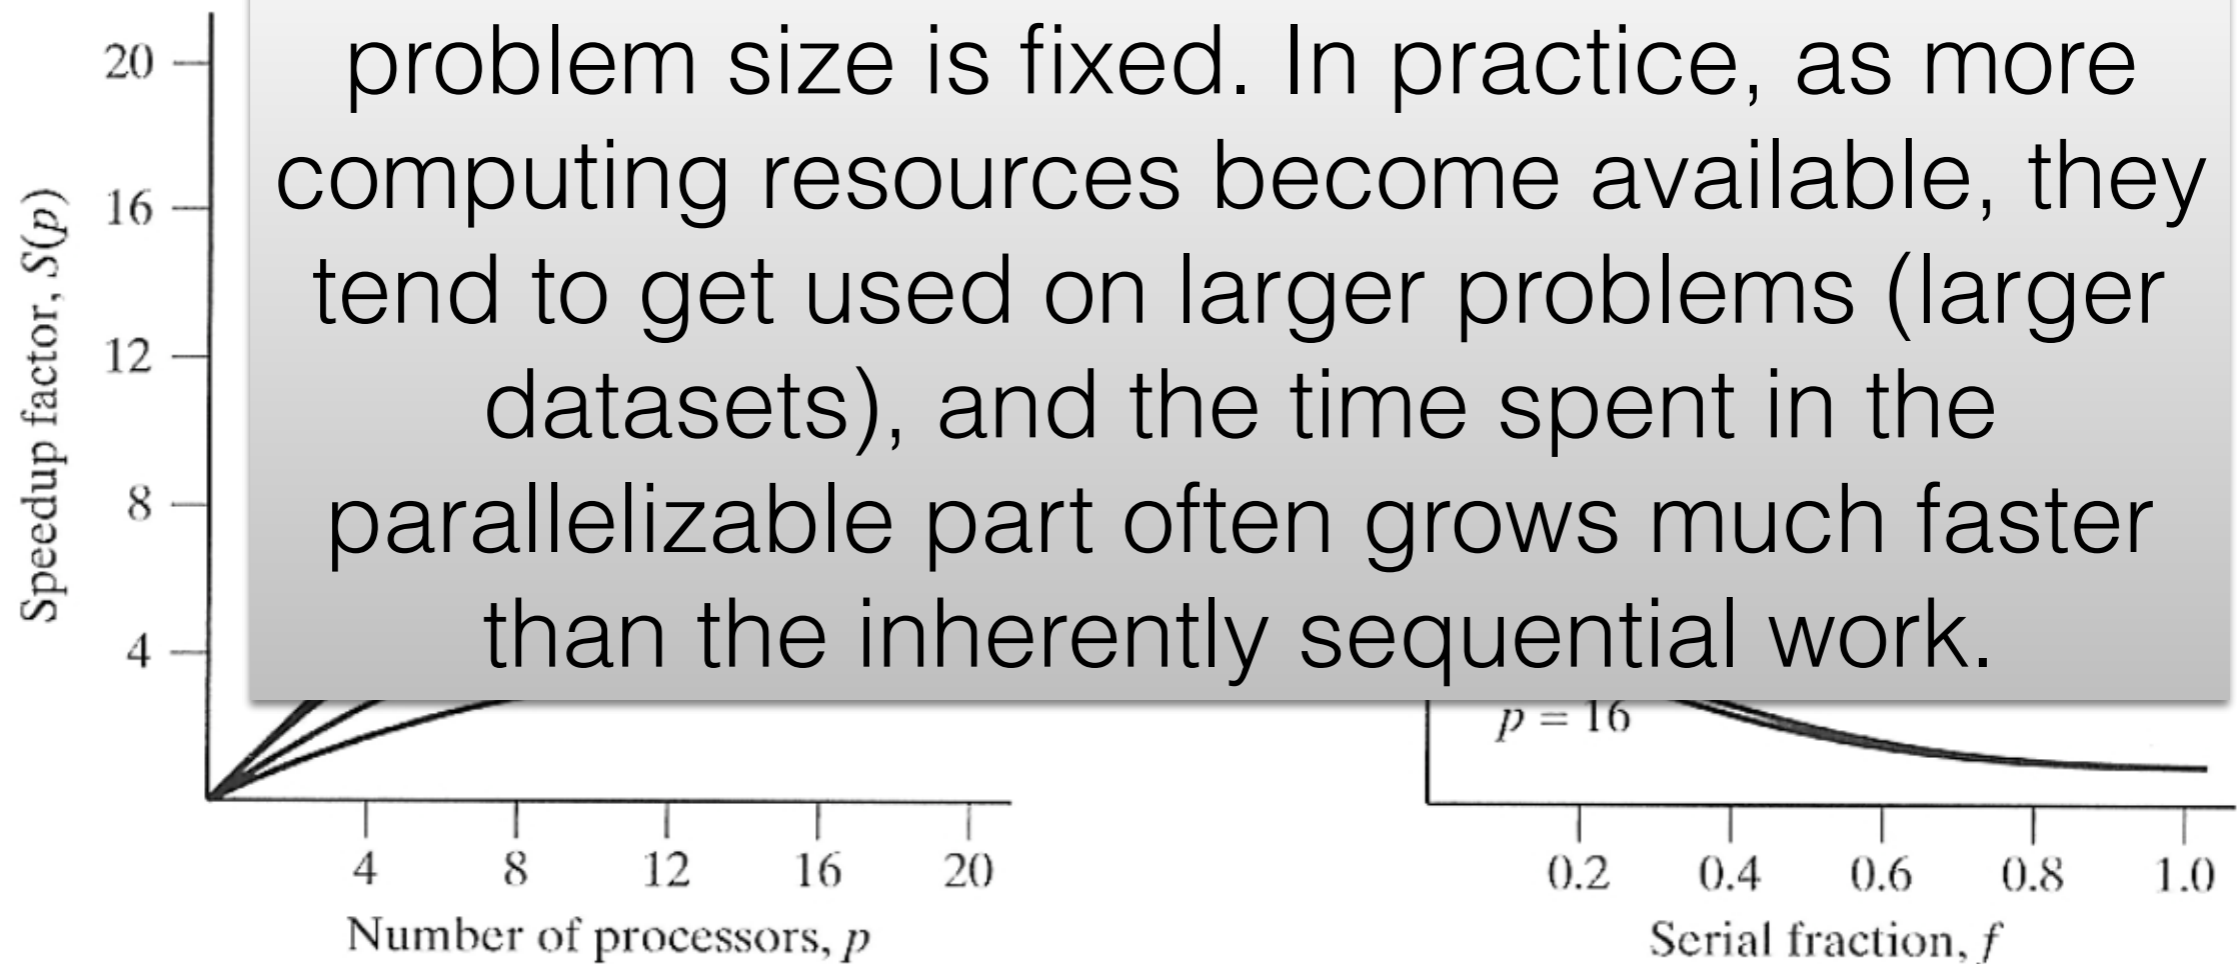 problem size is fixed. In practice, as more
computing resources become available, they
tend to get used on larger problems (larger
datasets), and the time spent in the
parallelizable part often grows much faster
than the inherently sequential work.
Speedup factor, S(p)
20
16
12
8
4
4 8 12 16 20
Number of processors, p
p = 16
0.2 0.4 0.6 0.8 1.0
Serial fraction, f